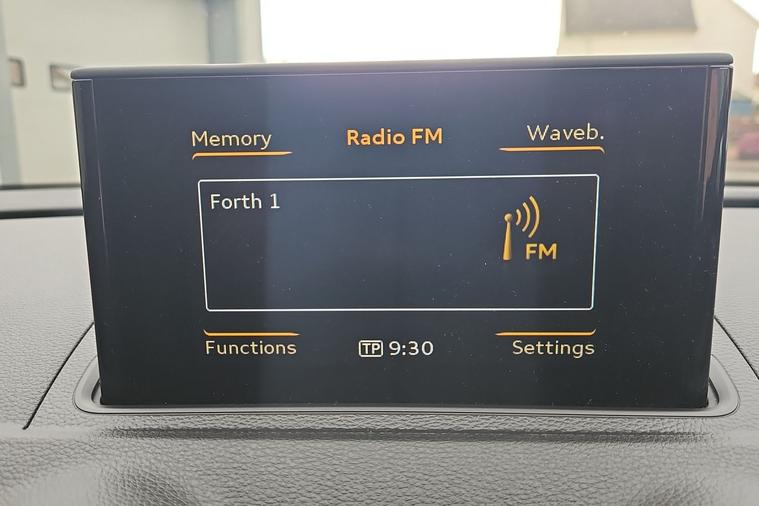 Memory
Radio FM
Waveb.
Forth 1
FM
Functions
TP 9:30
Settings